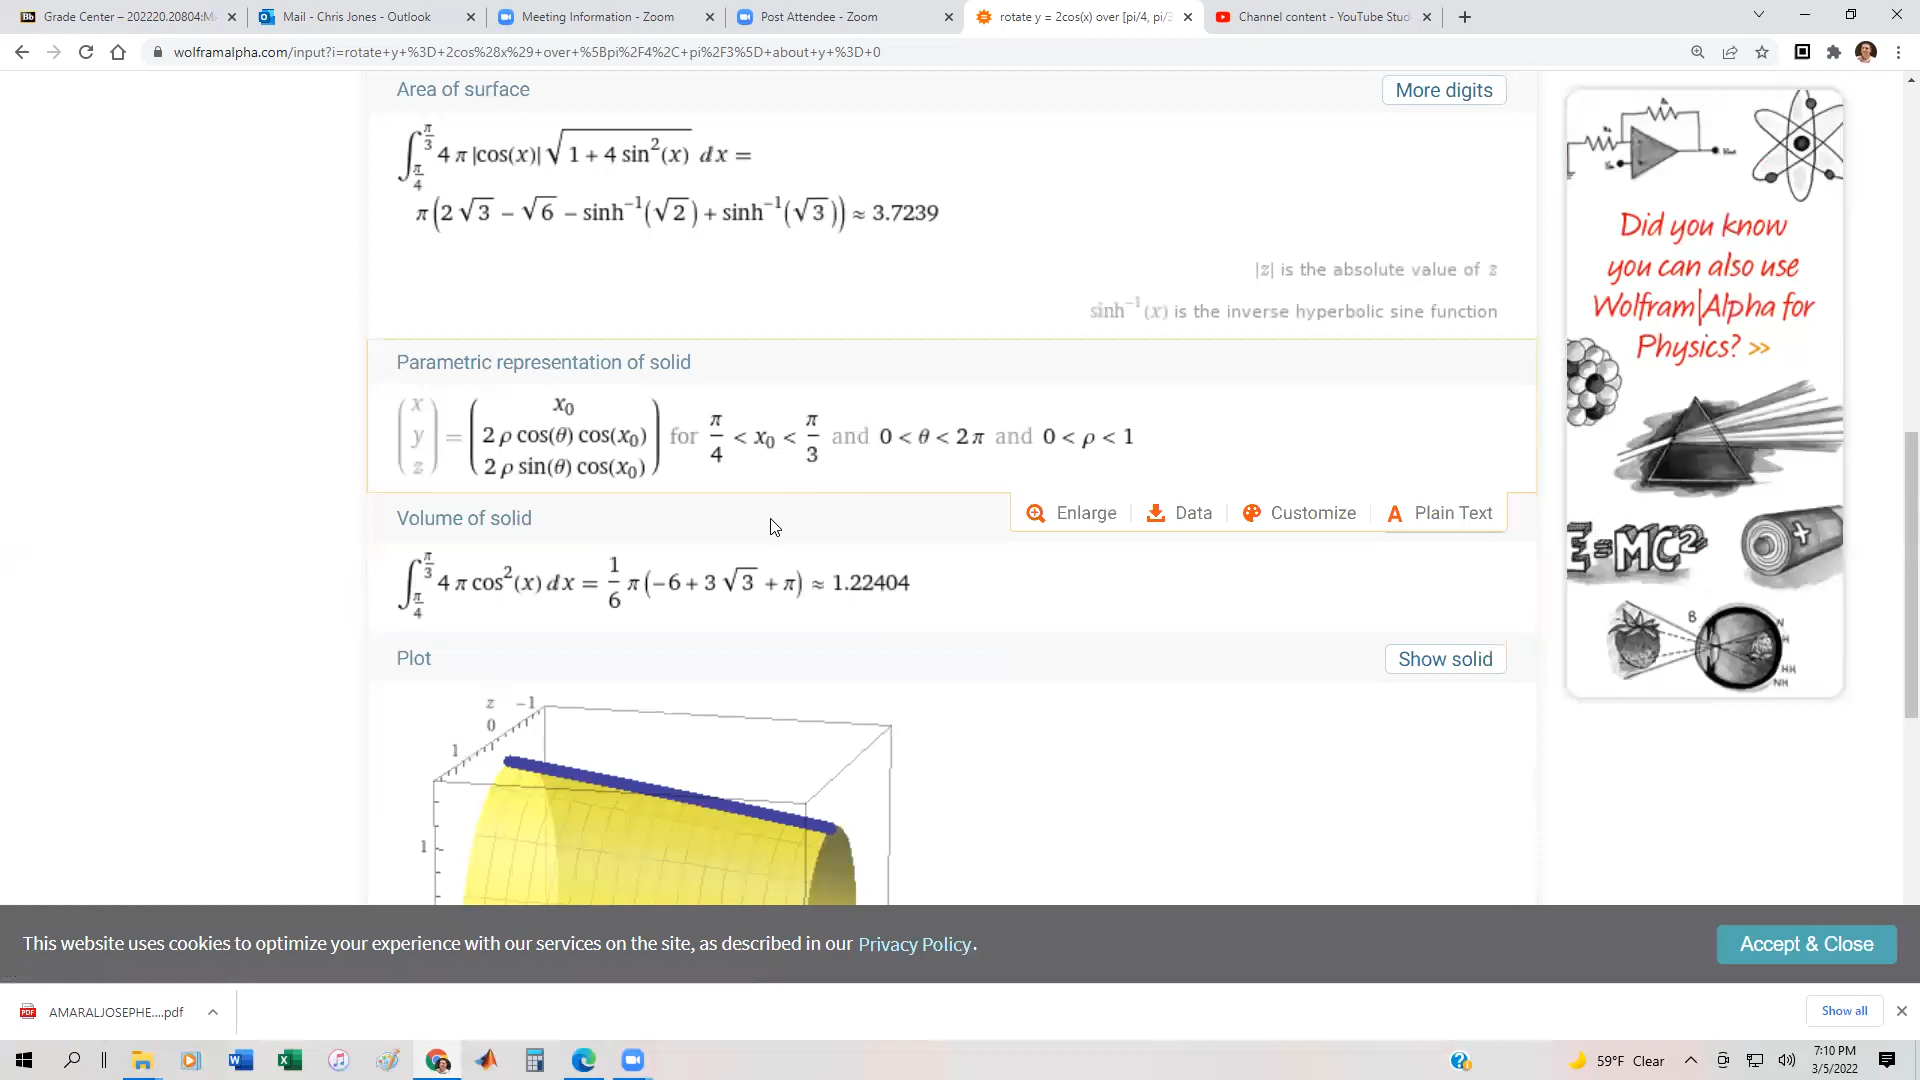 Grade Center – 202220.20804:MA
Mail - Chris Jones - Outlook
Meeting Information - Zoom
Post Attendee - Zoom
rotate y = 2cos(x) over [pi/4, pi/3
Channel content - YouTube Stud
wolframalpha.com/input?i=rotate+y+%3D+2cos%28x%29+over+%5Bpi%2F4%2C+pi%2F3%5D+about+y+%3D+0
Area of surface
More digits
∫_{π/4}^{π/3} 4 π |cos(x)| √(1 + 4 sin²(x)) dx =
π (2 √3 − √6 − sinh⁻¹(√2) + sinh⁻¹(√3)) ≈ 3.7239
|z| is the absolute value of z
sinh⁻¹(x) is the inverse hyperbolic sine function
Parametric representation of solid
(x y z) = (x₀ 2 ρ cos(θ) cos(x₀) 2 ρ sin(θ) cos(x₀)) for π/4 < x₀ < π/3 and 0 < θ < 2 π and 0 < ρ < 1
Enlarge
Data
Customize
A Plain Text
Volume of solid
∫_{π/4}^{π/3} 4 π cos²(x) dx = 1/6 π (−6 + 3 √3 + π) ≈ 1.22404
Plot
Show solid
z −1
0
1
1
Did you know
you can also use
Wolfram|Alpha for
Physics? >>
E=MC²
B
N
H
HH
NH
This website uses cookies to optimize your experience with our services on the site, as described in our Privacy Policy.
Accept & Close
AMARALJOSEPHE....pdf
Show all
59°F Clear
7:10 PM
3/5/2022